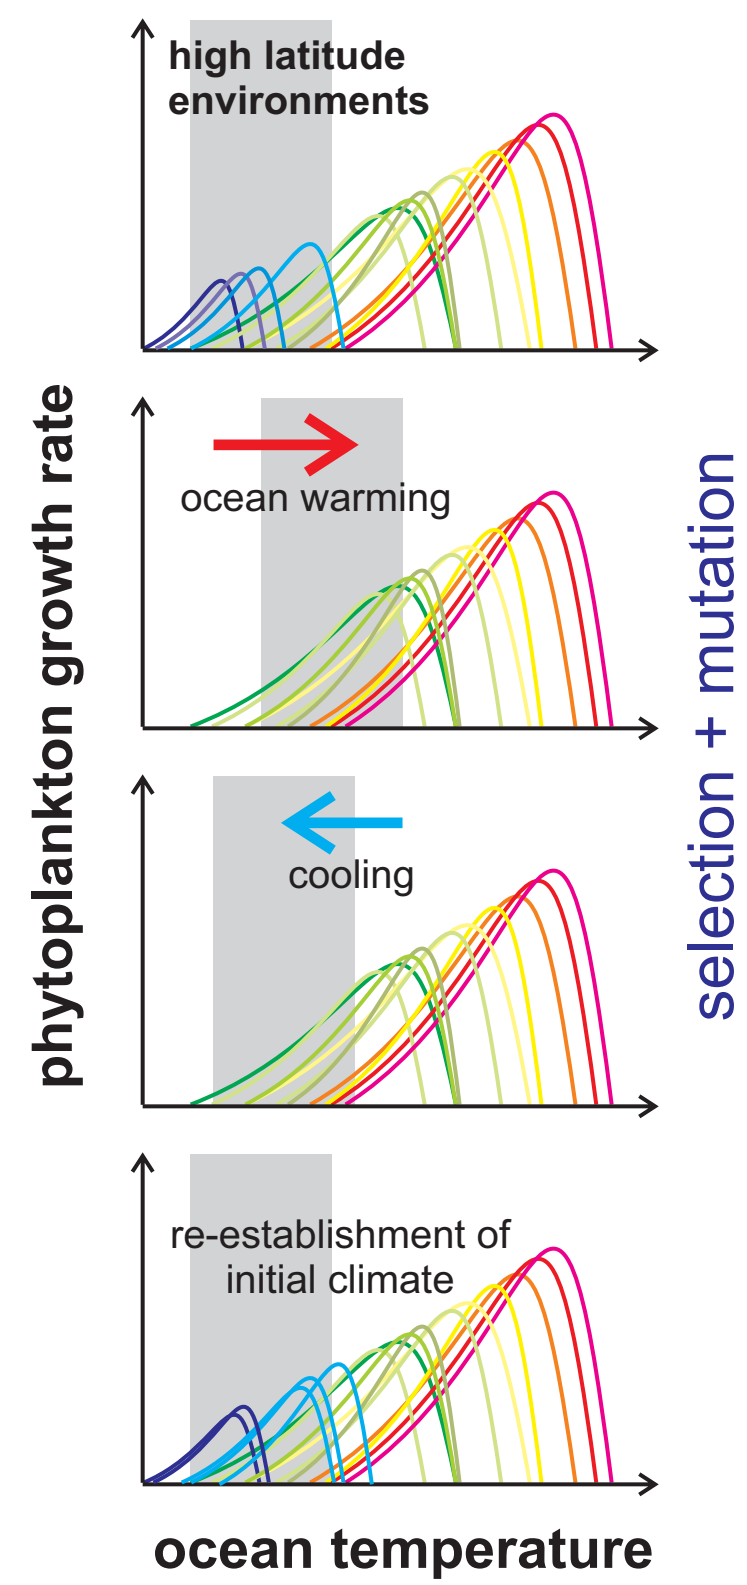 high latitude
environments
ocean warming
cooling
re-establishment of
initial climate
phytoplankton growth rate
selection + mutation
ocean temperature